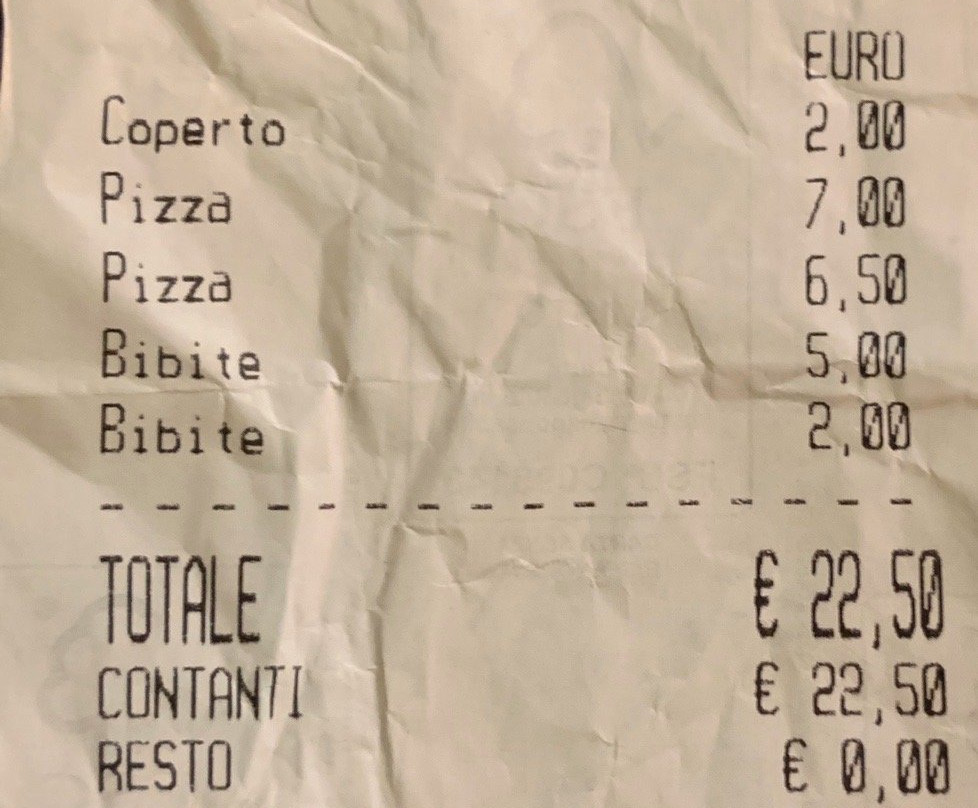 EURO
Coperto 2,00
Pizza 7,00
Pizza 6,50
Bibite 5,00
Bibite 2,00
- - - - - - - - - - - - - - - -
TOTALE € 22,50
CONTANTI € 22,50
RESTO € 0,00